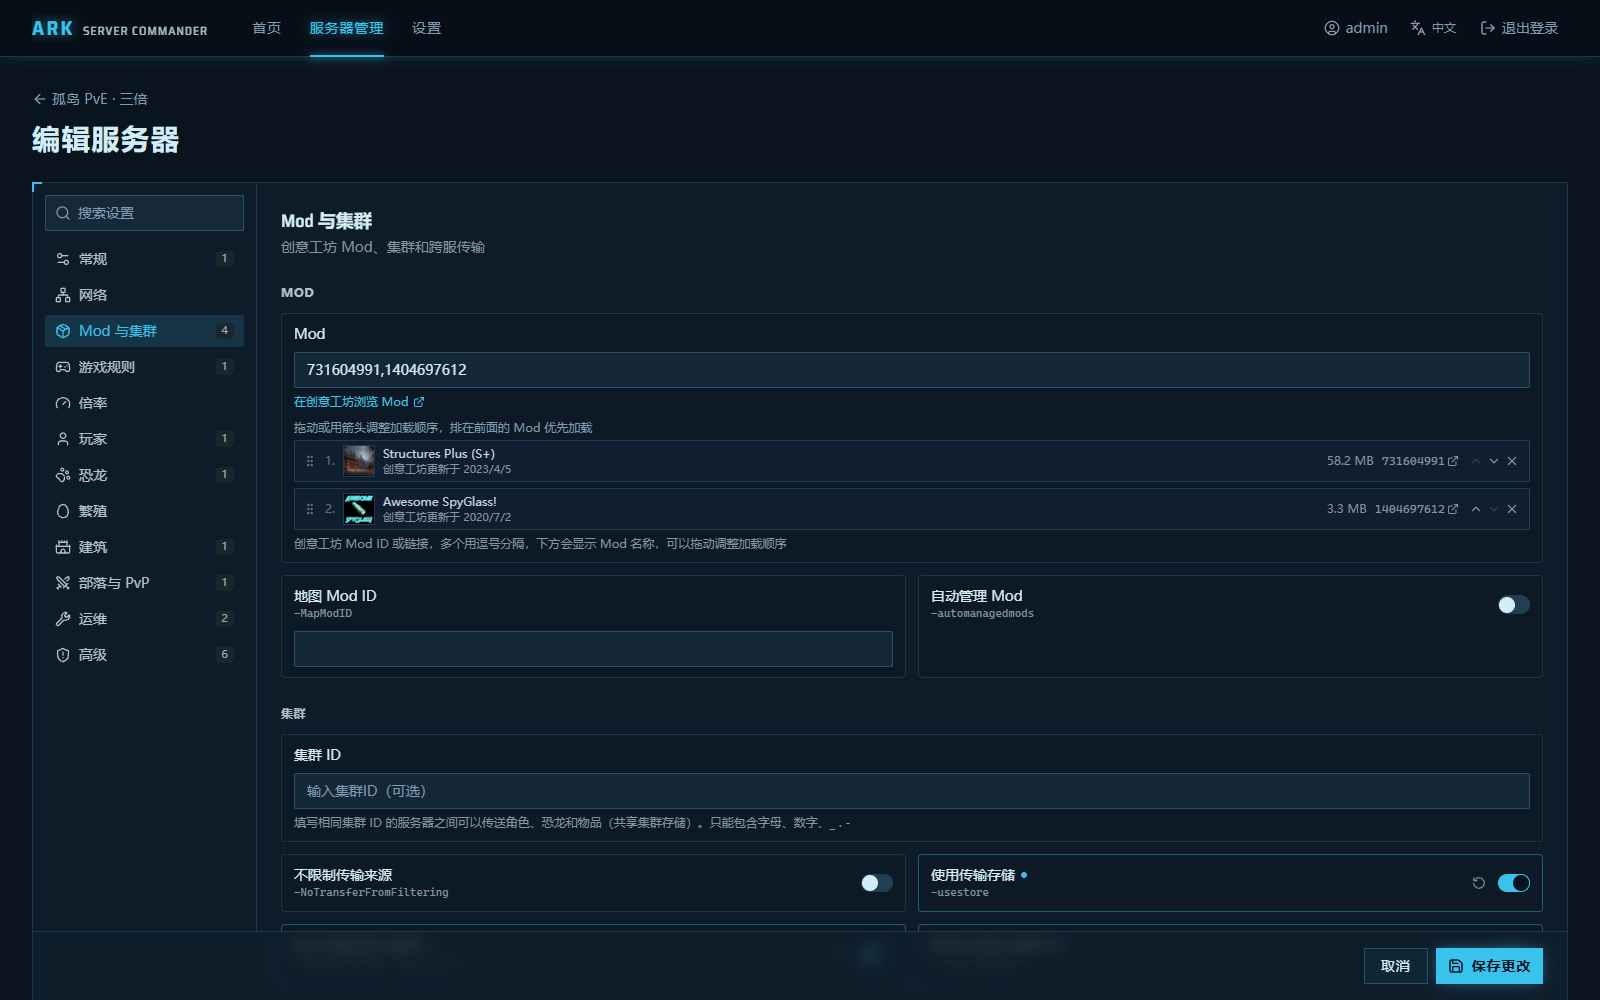 ARK SERVER COMMANDER
首页
服务器管理
设置
admin
中文
退出登录
孤岛 PvE · 三倍
编辑服务器
搜索设置
常规 1
网络
Mod 与集群 4
游戏规则 1
倍率
玩家 1
恐龙 1
繁殖
建筑 1
部落与 PvP 1
运维 2
高级 6
Mod 与集群
创意工坊 Mod、集群和跨服传输
MOD
Mod
731604991,1404697612
在创意工坊浏览 Mod
拖动或用箭头调整加载顺序，排在前面的 Mod 优先加载
1. Structures Plus (S+)
创意工坊更新于 2023/4/5
58.2 MB 731604991
2. Awesome SpyGlass!
创意工坊更新于 2020/7/2
3.3 MB 1404697612
创意工坊 Mod ID 或链接，多个用逗号分隔，下方会显示 Mod 名称，可以拖动调整加载顺序
地图 Mod ID
-MapModID
自动管理 Mod
-automanagedmods
集群
集群 ID
输入集群ID（可选）
填写相同集群 ID 的服务器之间可以传送角色、恐龙和物品（共享集群存储）。只能包含字母、数字、_ . -
不限制传输来源
-NoTransferFromFiltering
使用传输存储
-usestore
取消
保存更改